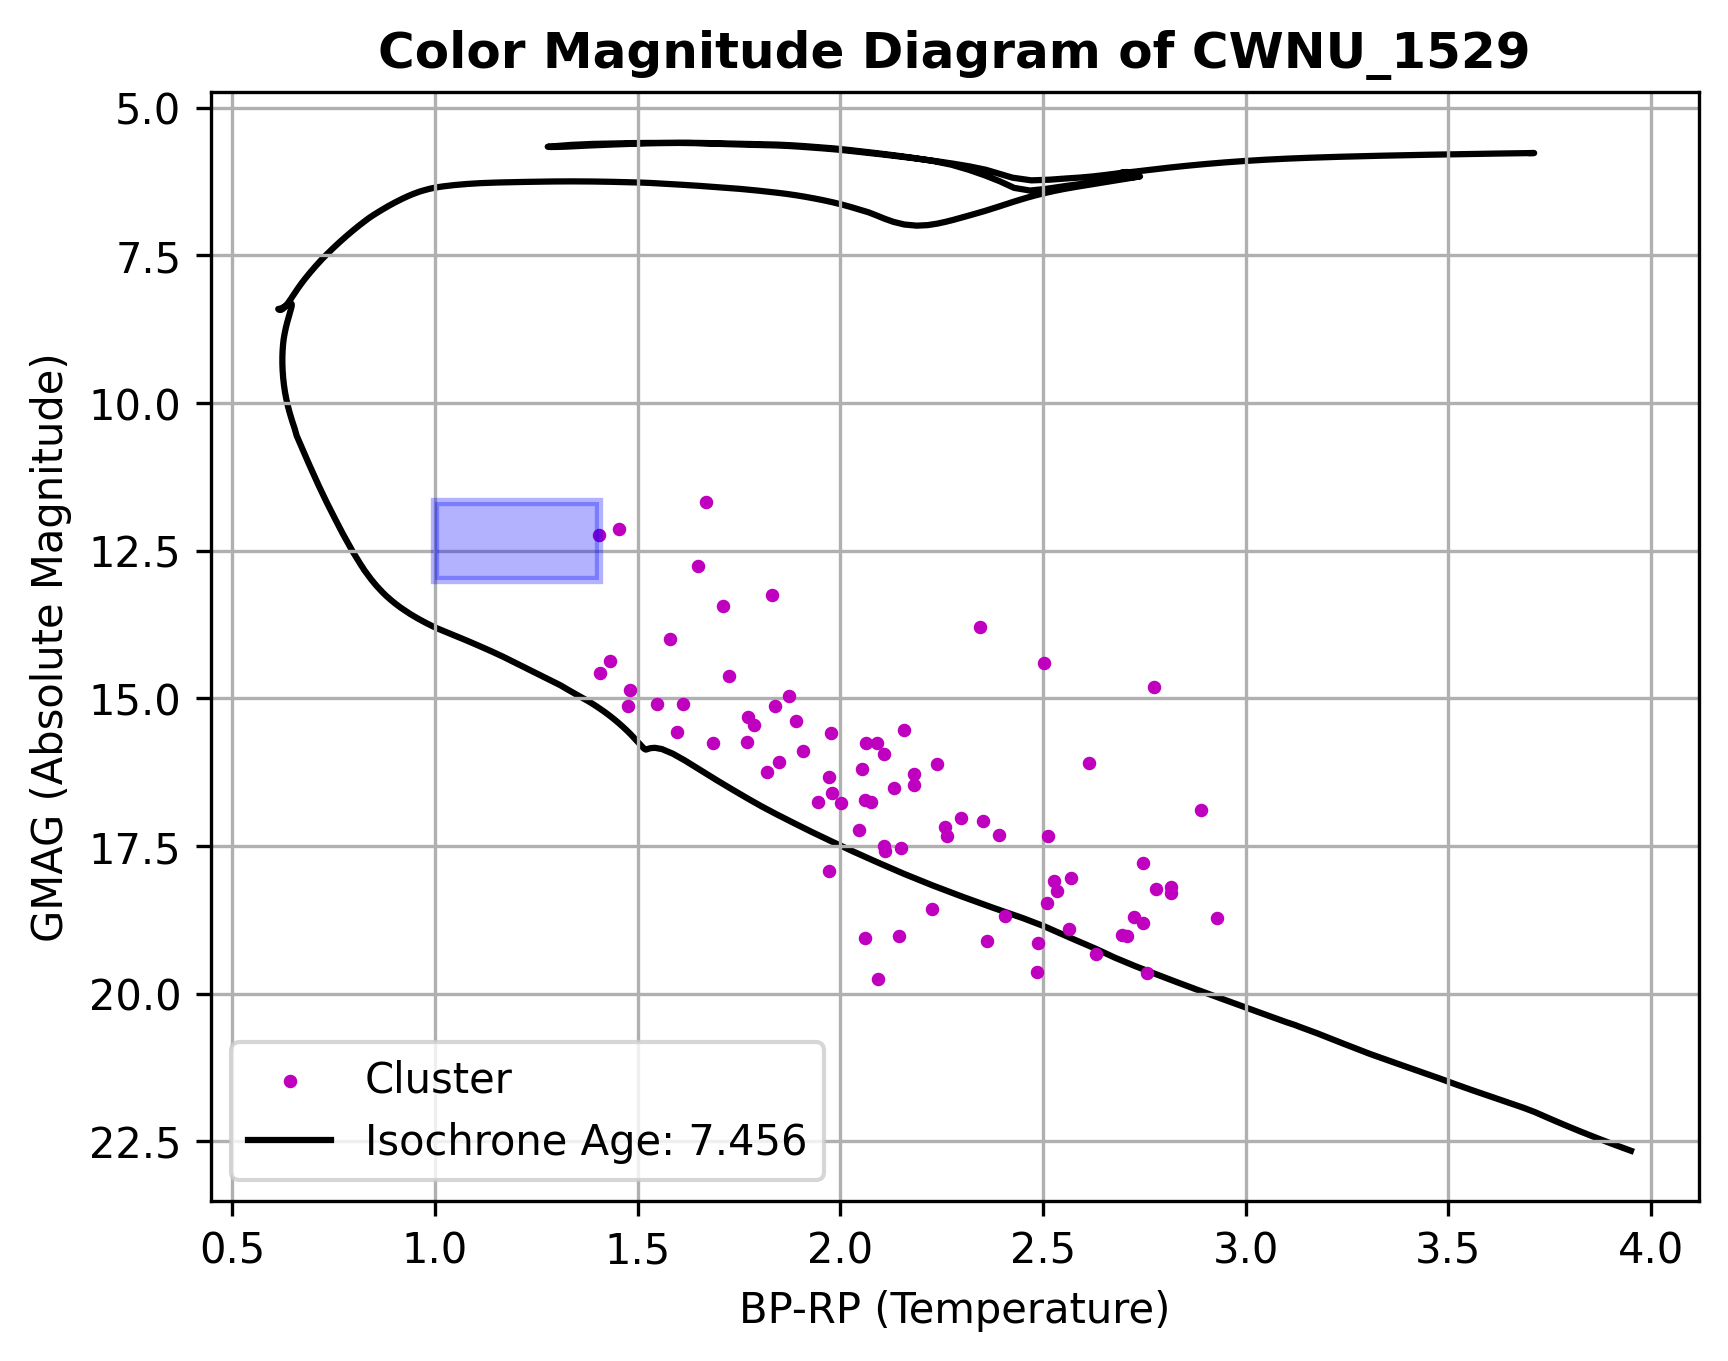 Color Magnitude Diagram of CWNU_1529
GMAG (Absolute Magnitude)
5.0
7.5
10.0
12.5
15.0
17.5
20.0
22.5
Cluster
Isochrone Age: 7.456
0.5 1.0 1.5 2.0 2.5 3.0 3.5 4.0
BP-RP (Temperature)